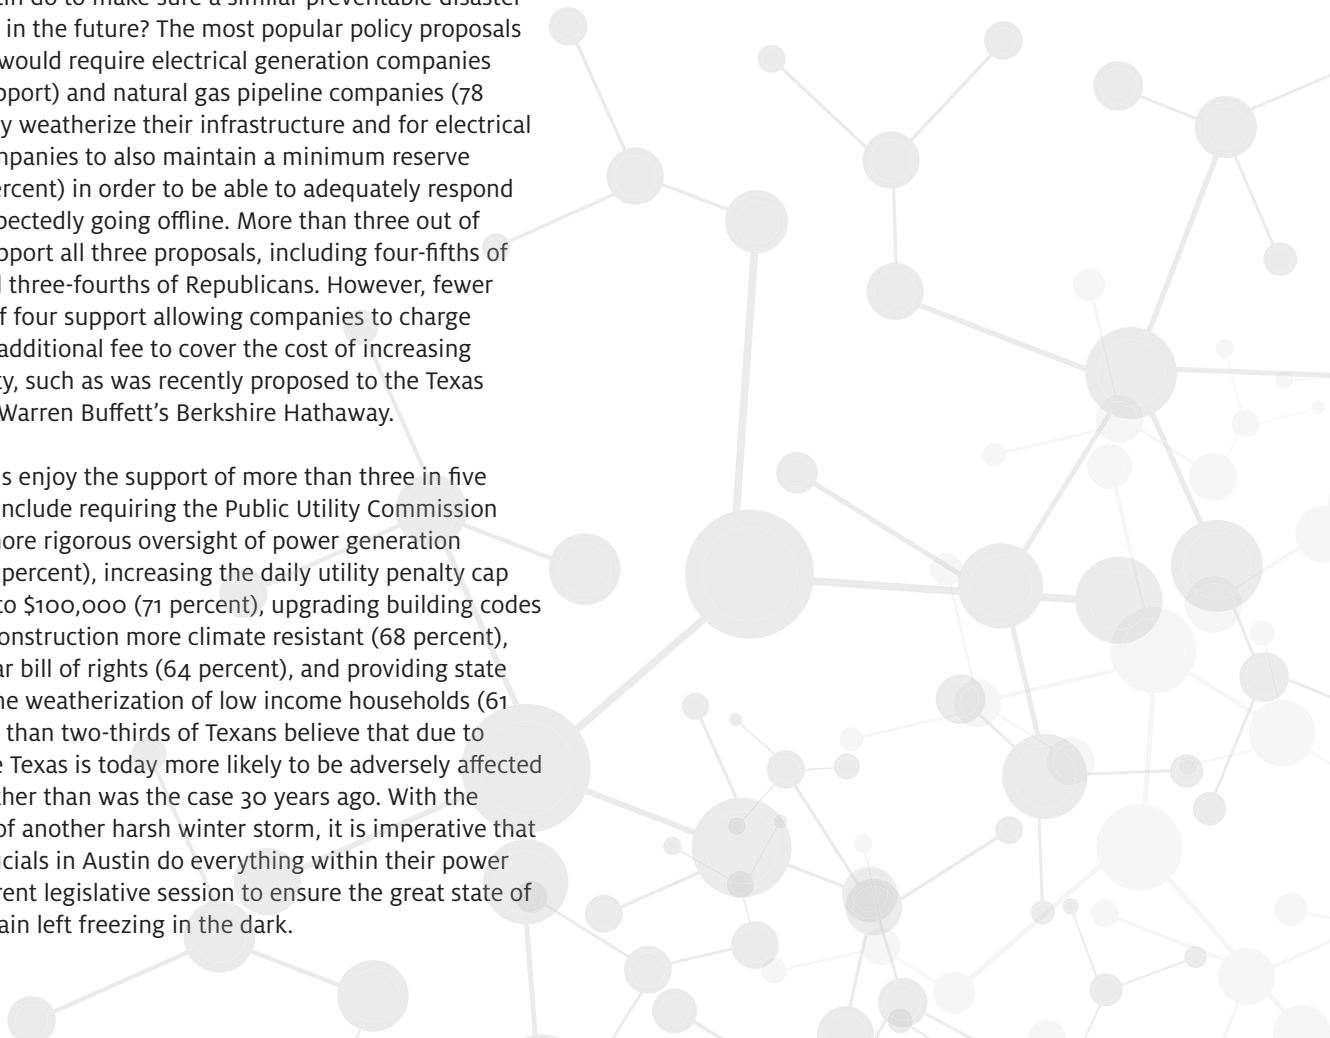 in do to make sure a similar preventable disaster
in the future? The most popular policy proposals
would require electrical generation companies
pport) and natural gas pipeline companies (78
y weatherize their infrastructure and for electrical
mpanies to also maintain a minimum reserve
ercent) in order to be able to adequately respond
pectedly going offline. More than three out of
pport all three proposals, including four-fifths of
three-fourths of Republicans. However, fewer
f four support allowing companies to charge
additional fee to cover the cost of increasing
ty, such as was recently proposed to the Texas
Warren Buffett’s Berkshire Hathaway.
s enjoy the support of more than three in five
include requiring the Public Utility Commission
more rigorous oversight of power generation
percent), increasing the daily utility penalty cap
to $100,000 (71 percent), upgrading building codes
onstruction more climate resistant (68 percent),
ar bill of rights (64 percent), and providing state
he weatherization of low income households (61
than two-thirds of Texans believe that due to
e Texas is today more likely to be adversely affected
ther than was the case 30 years ago. With the
of another harsh winter storm, it is imperative that
icials in Austin do everything within their power
rent legislative session to ensure the great state of
ain left freezing in the dark.